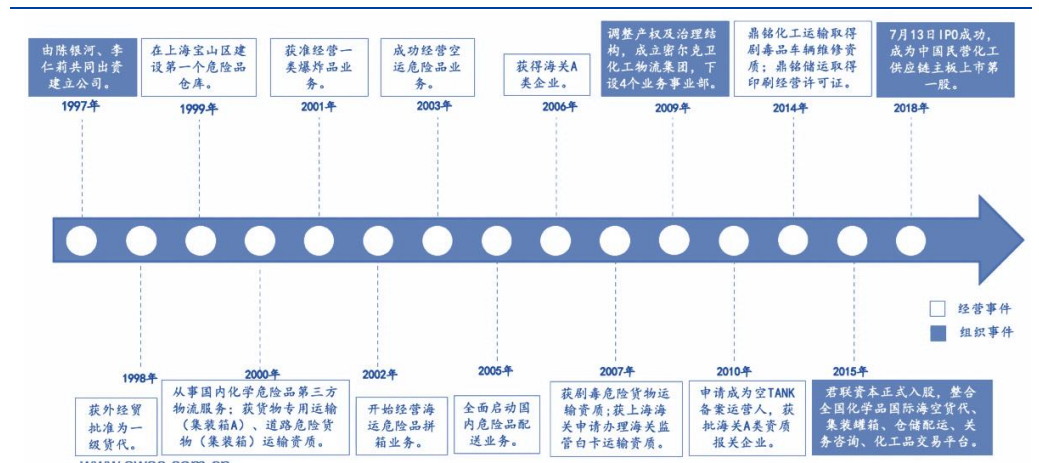 由陈银河、李
仁莉共同出资
建立公司。
1997年
在上海宝山区建
设第一个危险品
仓库。
1999年
获准经营一
类爆炸品业
务。
2001年
成功经营空
运危险品业
务。
2003年
获得海关A
类企业。
2006年
调整产权及治理结
构，成立密尔克卫
化工物流集团，下
设4个业务事业部。
2009年
鼎铭化工运输取得
剧毒品车辆维修资
质；鼎铭储运取得
印刷经营许可证。
2014年
7月13日IPO成功，
成为中国民营化工
供应链主板上市第
一股。
2018年
经营事件
组织事件
1998年
获外经贸
批准为一
级货代。
2000年
从事国内化学危险品第三方
物流服务；获货物专用运输
（集装箱A）、道路危险货
物（集装箱）运输资质。
2002年
开始经营海
运危险品拼
箱业务。
2005年
全面启动国
内危险品配
送业务。
2007年
获剧毒危险货物运
输资质;获上海海
关申请办理海关监
管白卡运输资质。
2010年
申请成为空TANK
备案运营人，获
批海关A类资质
报关企业。
2015年
君联资本正式入股，整合
全国化学品国际海空货代、
集装罐箱、仓储配运、关
务咨询、化工品交易平台。